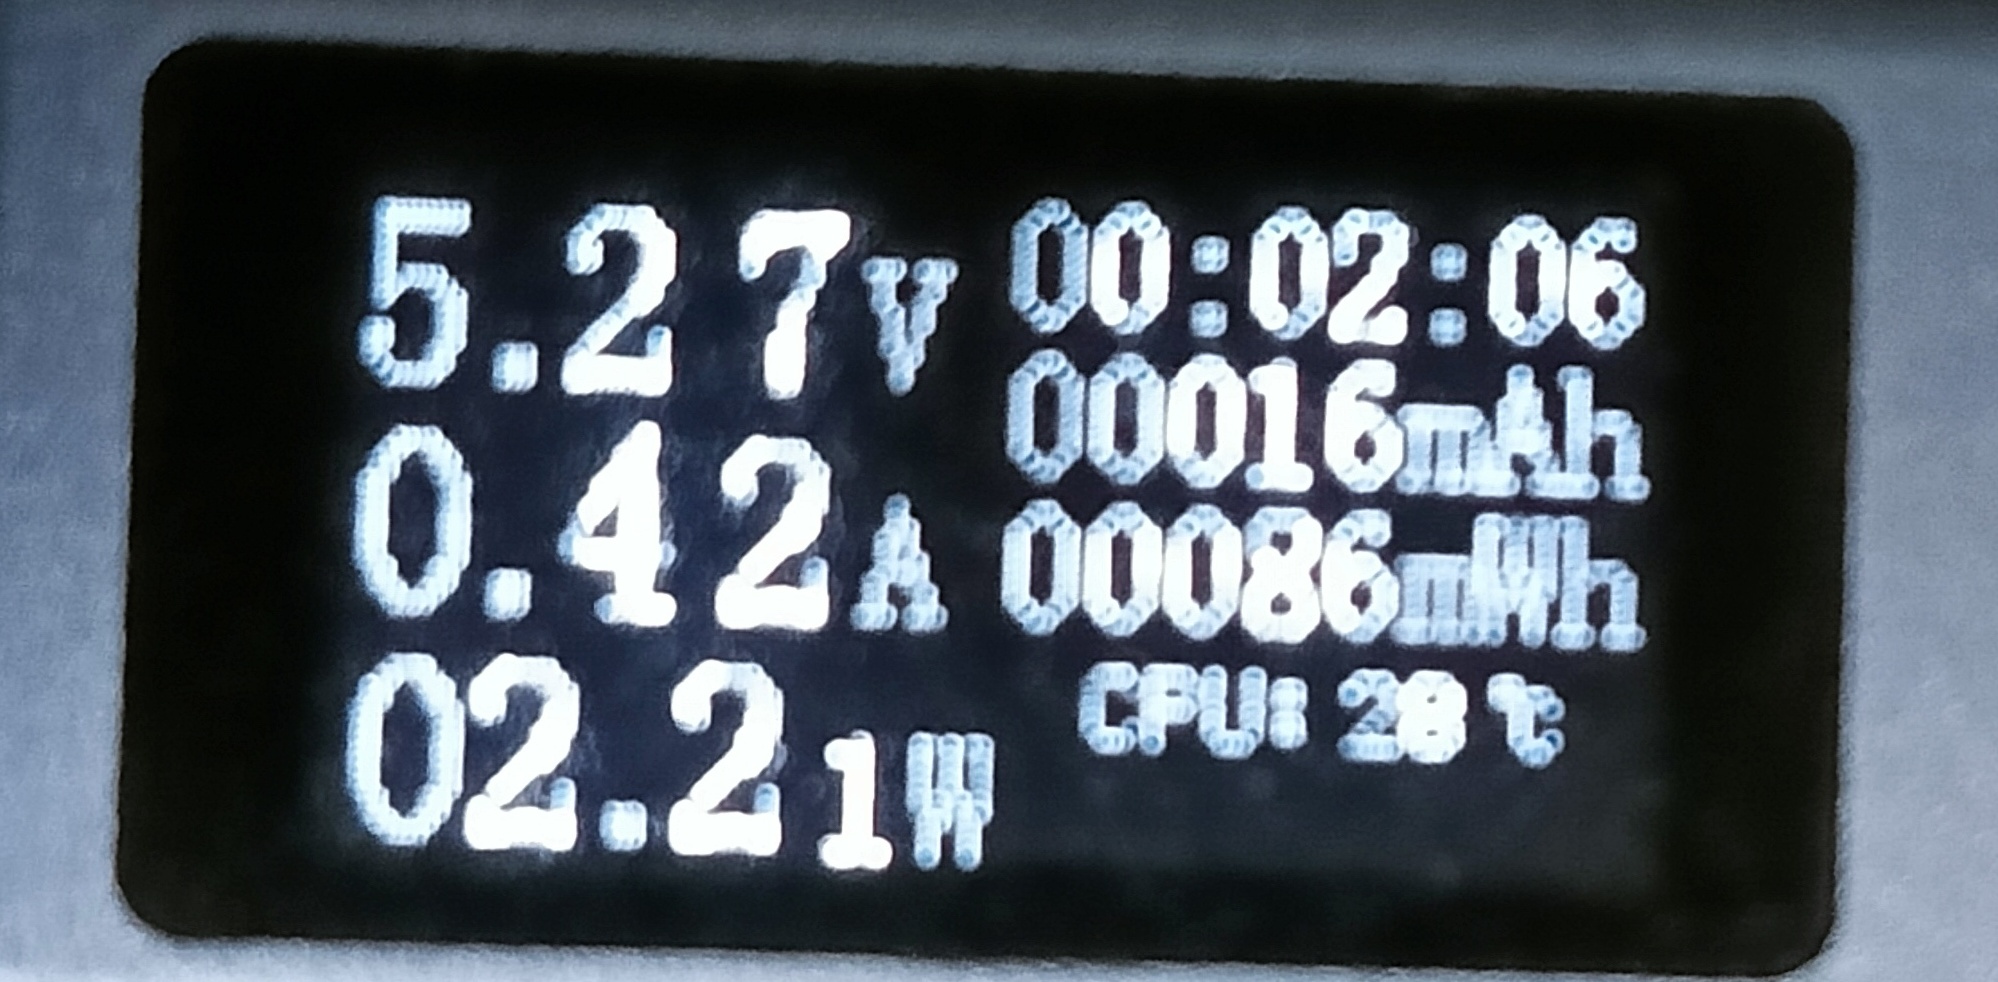 5.27V
0.42A
02.21W
00:02:06
00016mAh
00086mWh
CPU: 28℃